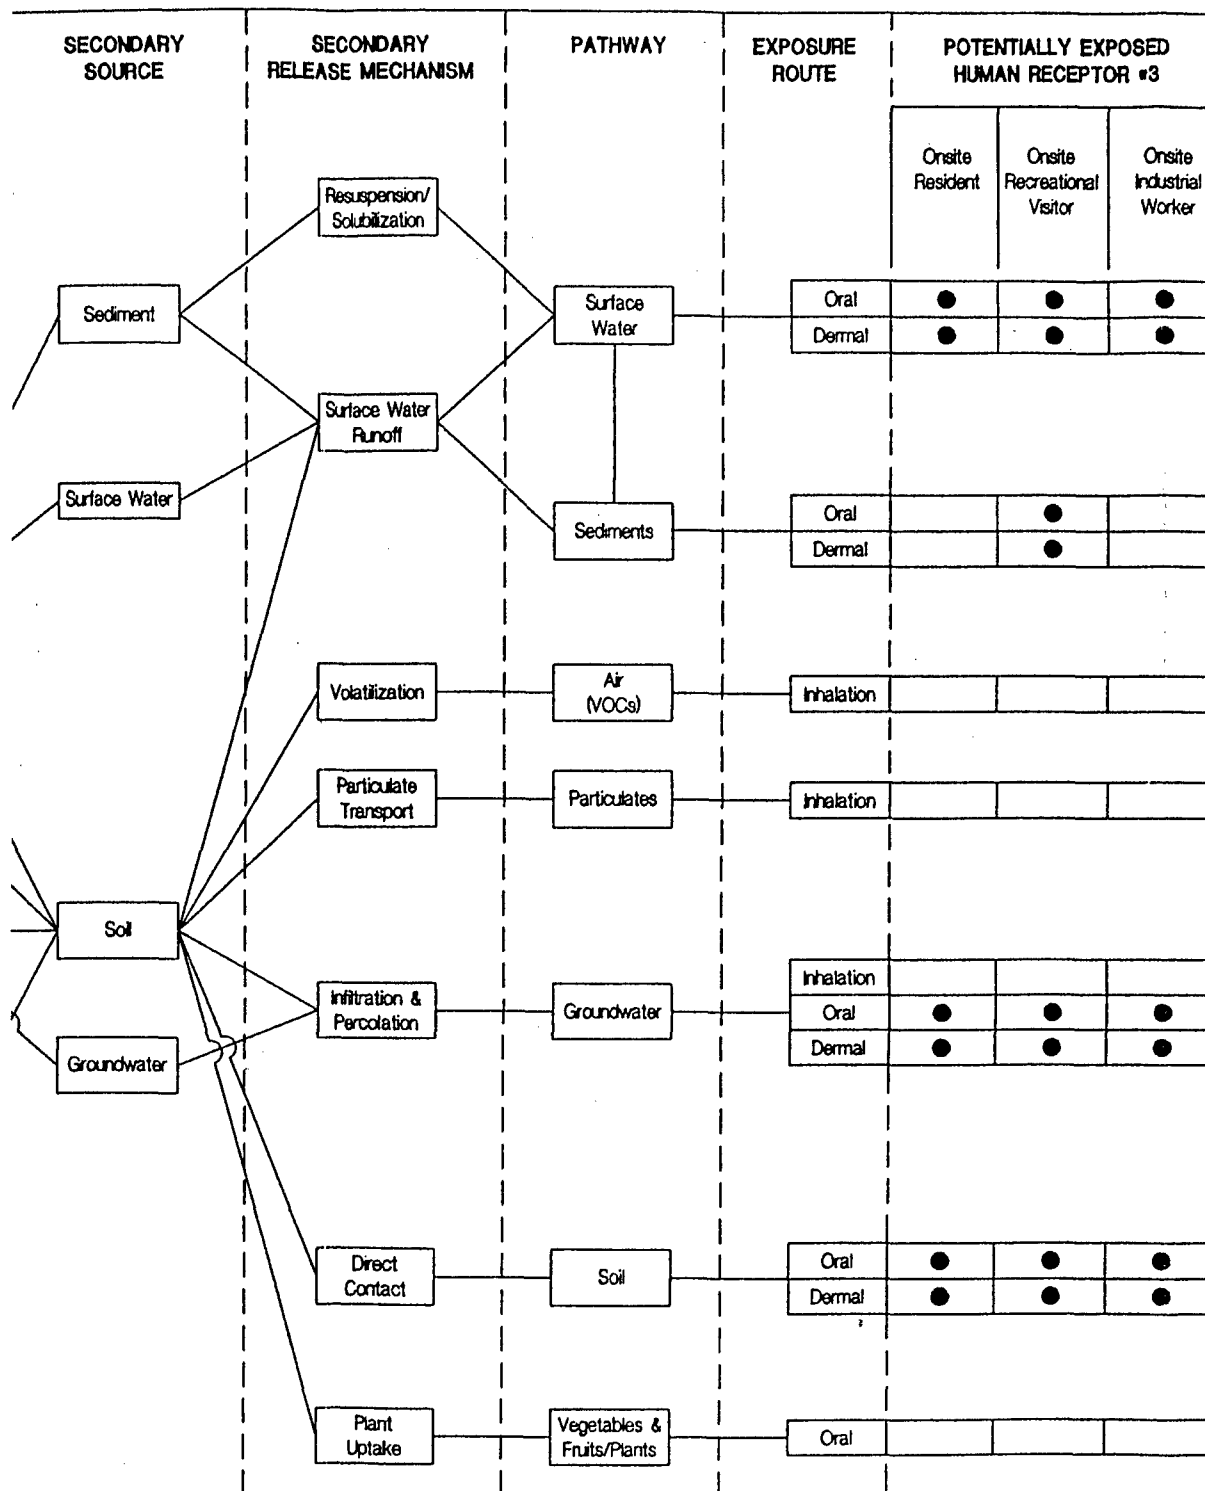 SECONDARY
SOURCE
SECONDARY
RELEASE MECHANISM
PATHWAY
EXPOSURE
ROUTE
POTENTIALLY EXPOSED
HUMAN RECEPTOR #3
Onsite
Resident
Onsite
Recreational
Visitor
Onsite
Industrial
Worker
Resuspension/
Solubilization
Sediment
Surface
Water
Oral
Dermal
Surface Water
Runoff
Surface Water
Sediments
Oral
Dermal
Volatilization
Air
(VOCs)
Inhalation
Particulate
Transport
Particulates
Inhalation
Soil
Infiltration &
Percolation
Groundwater
Inhalation
Oral
Dermal
Groundwater
Direct
Contact
Soil
Oral
Dermal
Plant
Uptake
Vegetables &
Fruits/Plants
Oral